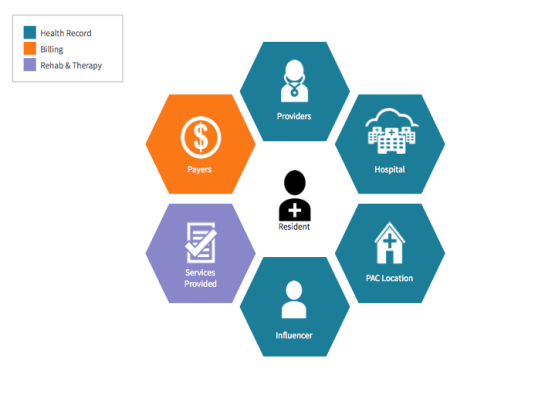 Health Record
Billing
Rehab & Therapy
Providers
$
Payers
Hospital
Resident
Services
Provided
PAC Location
Influencer